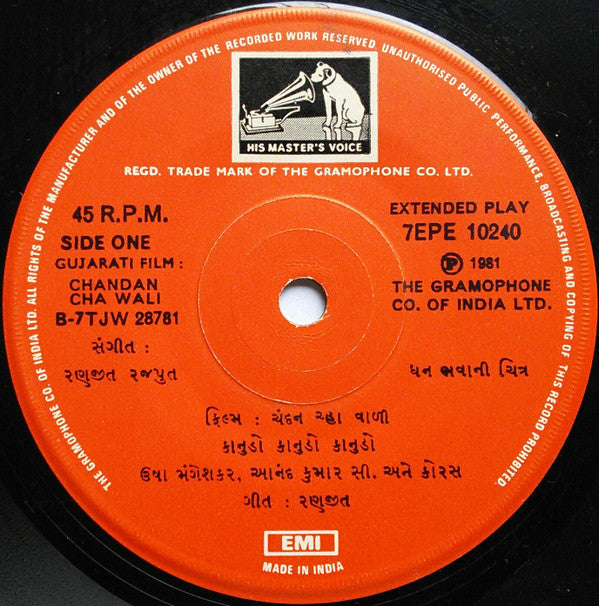 THE GRAMOPHONE CO. OF INDIA LTD. ALL RIGHTS OF THE MANUFACTURER AND OF THE OWNER OF THE RECORDED WORK RESERVED. UNAUTHORISED PUBLIC PERFORMANCE, BROADCASTING AND COPYING OF THIS RECORD PROHIBITED.
HIS MASTER'S VOICE
REGD. TRADE MARK OF THE GRAMOPHONE CO. LTD.
45 R.P.M.
SIDE ONE
GUJARATI FILM :
CHANDAN
CHA WALI
B-7TJW 28781
EXTENDED PLAY
7EPE 10240
Ⓟ 1981
THE GRAMOPHONE
CO. OF INDIA LTD.
સંગીત :
રણજીત રજપુત
ધન ભવાની ચિત્ર
ફિલ્મ : ચંદન ચ્હા વાળી
કાનુડો કાનુડો કાનુડો
ઉષા મંગેશકર, આનંદ કુમાર સી. અને કોરસ
ગીત : રણજીત
EMI
MADE IN INDIA